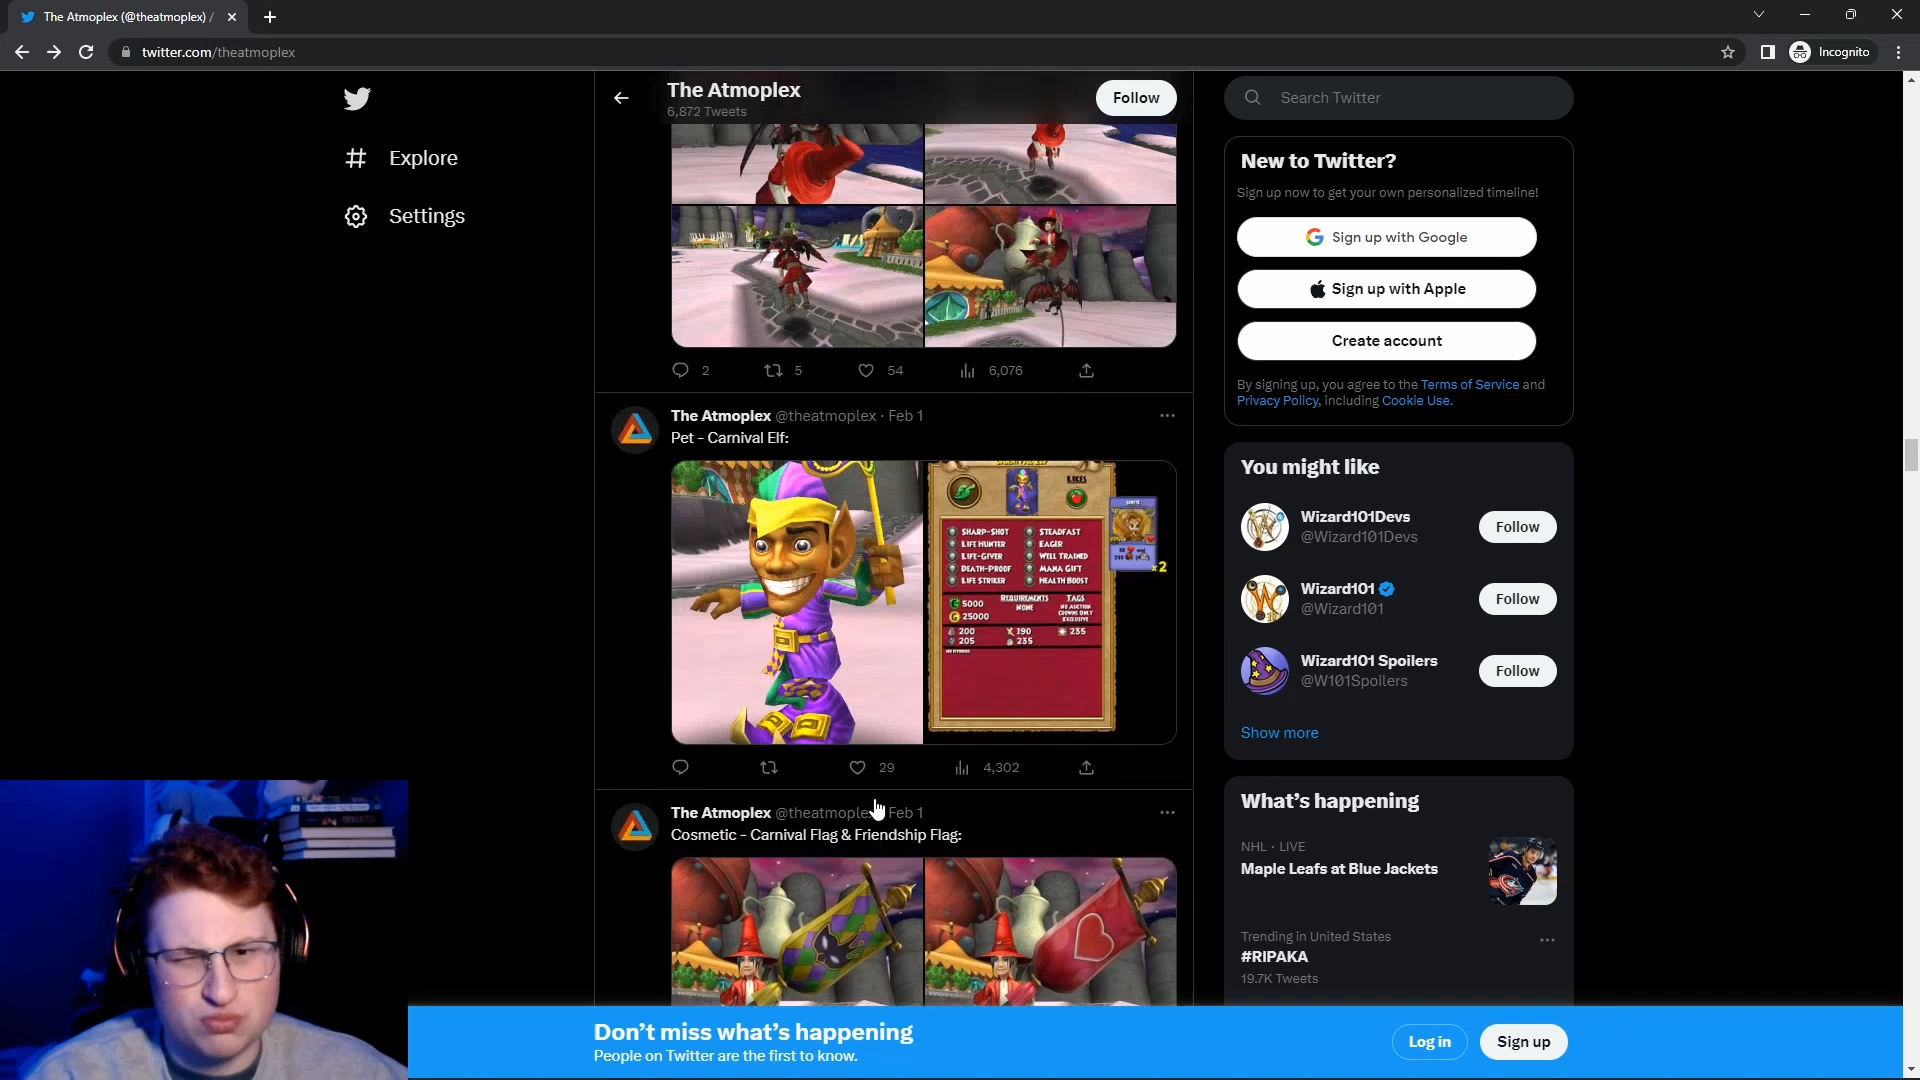 The Atmoplex (@theatmoplex) /
twitter.com/theatmoplex
Incognito
Explore
Settings
The Atmoplex
6,872 Tweets
Follow
2
5
54
6,076
The Atmoplex @theatmoplex · Feb 1
Pet - Carnival Elf:
LIKES
SHARP-SHOT
STEADFAST
LIFE HUNTER
EAGER
LIFE-GIVER
WELL TRAINED
DEATH-PROOF
MANA GIFT
LIFE STRIKER
HEALTH BOOST
5000
25000
REQUIREMENTS
NONE
TAGS
NO AUCTION
CROWNS ONLY
EXCLUSIVE
200
190
235
205
235
x2
29
4,302
The Atmoplex @theatmople Feb 1
Cosmetic - Carnival Flag & Friendship Flag:
Search Twitter
New to Twitter?
Sign up now to get your own personalized timeline!
Sign up with Google
Sign up with Apple
Create account
By signing up, you agree to the Terms of Service and
Privacy Policy, including Cookie Use.
You might like
Wizard101Devs
@Wizard101Devs
Follow
Wizard101
@Wizard101
Follow
Wizard101 Spoilers
@W101Spoilers
Follow
Show more
What's happening
NHL · LIVE
Maple Leafs at Blue Jackets
Trending in United States
#RIPAKA
19.7K Tweets
Don't miss what's happening
People on Twitter are the first to know.
Log in
Sign up